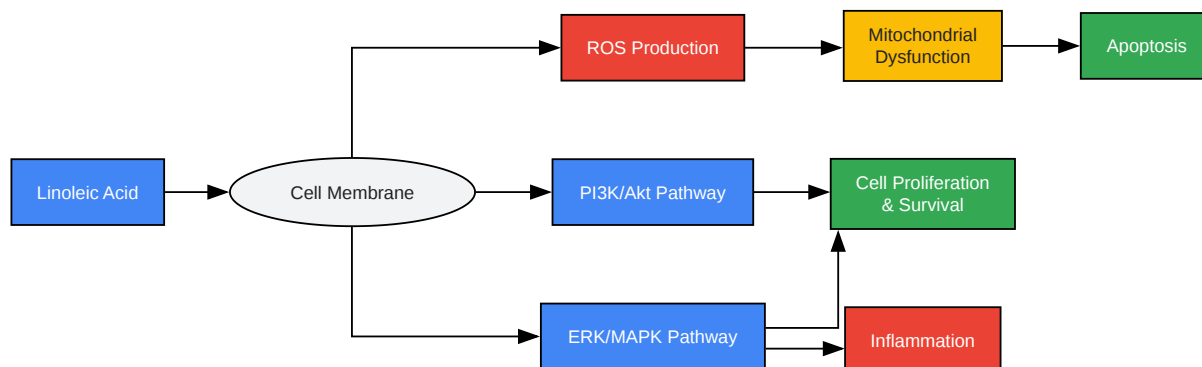 ROS Production
Mitochondrial
Dysfunction
Apoptosis
Linoleic Acid
Cell Membrane
PI3K/Akt Pathway
Cell Proliferation
& Survival
ERK/MAPK Pathway
Inflammation